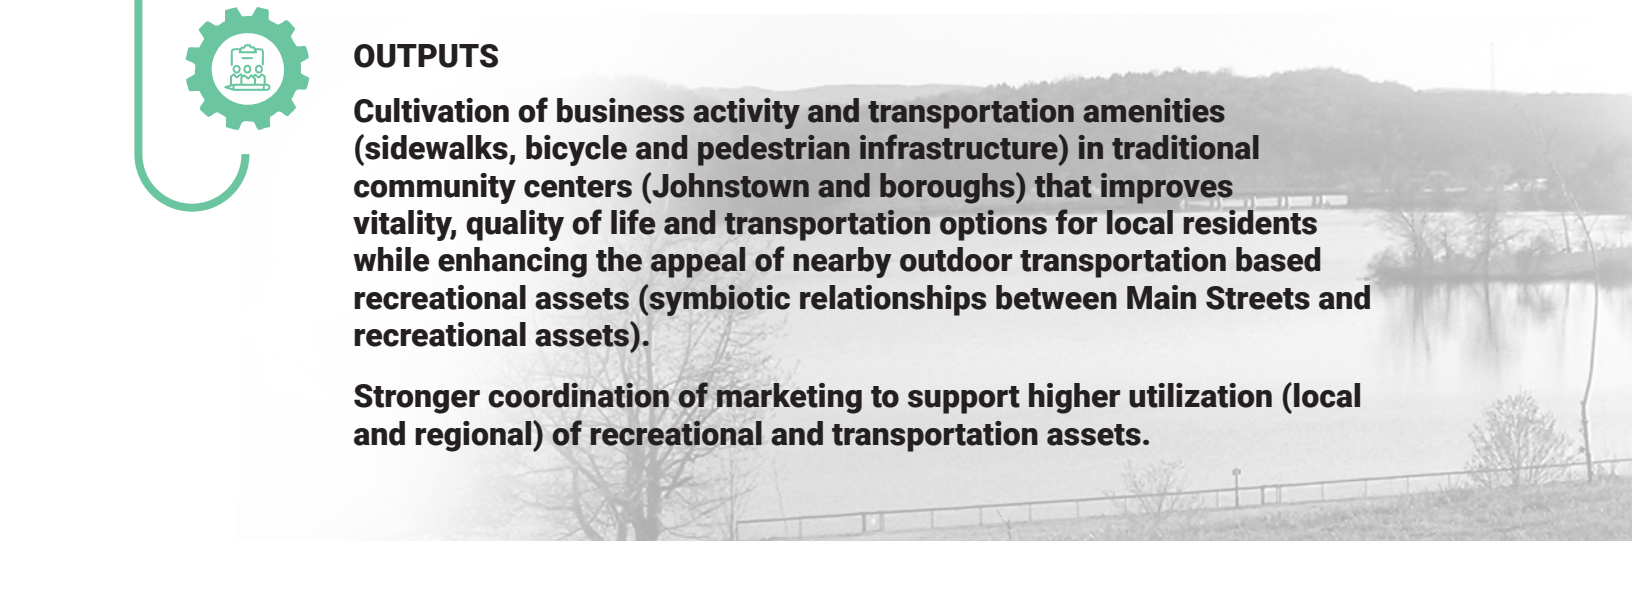 OUTPUTS
Cultivation of business activity and transportation amenities
(sidewalks, bicycle and pedestrian infrastructure) in traditional
community centers (Johnstown and boroughs) that improves
vitality, quality of life and transportation options for local residents
while enhancing the appeal of nearby outdoor transportation based
recreational assets (symbiotic relationships between Main Streets and
recreational assets).
Stronger coordination of marketing to support higher utilization (local
and regional) of recreational and transportation assets.